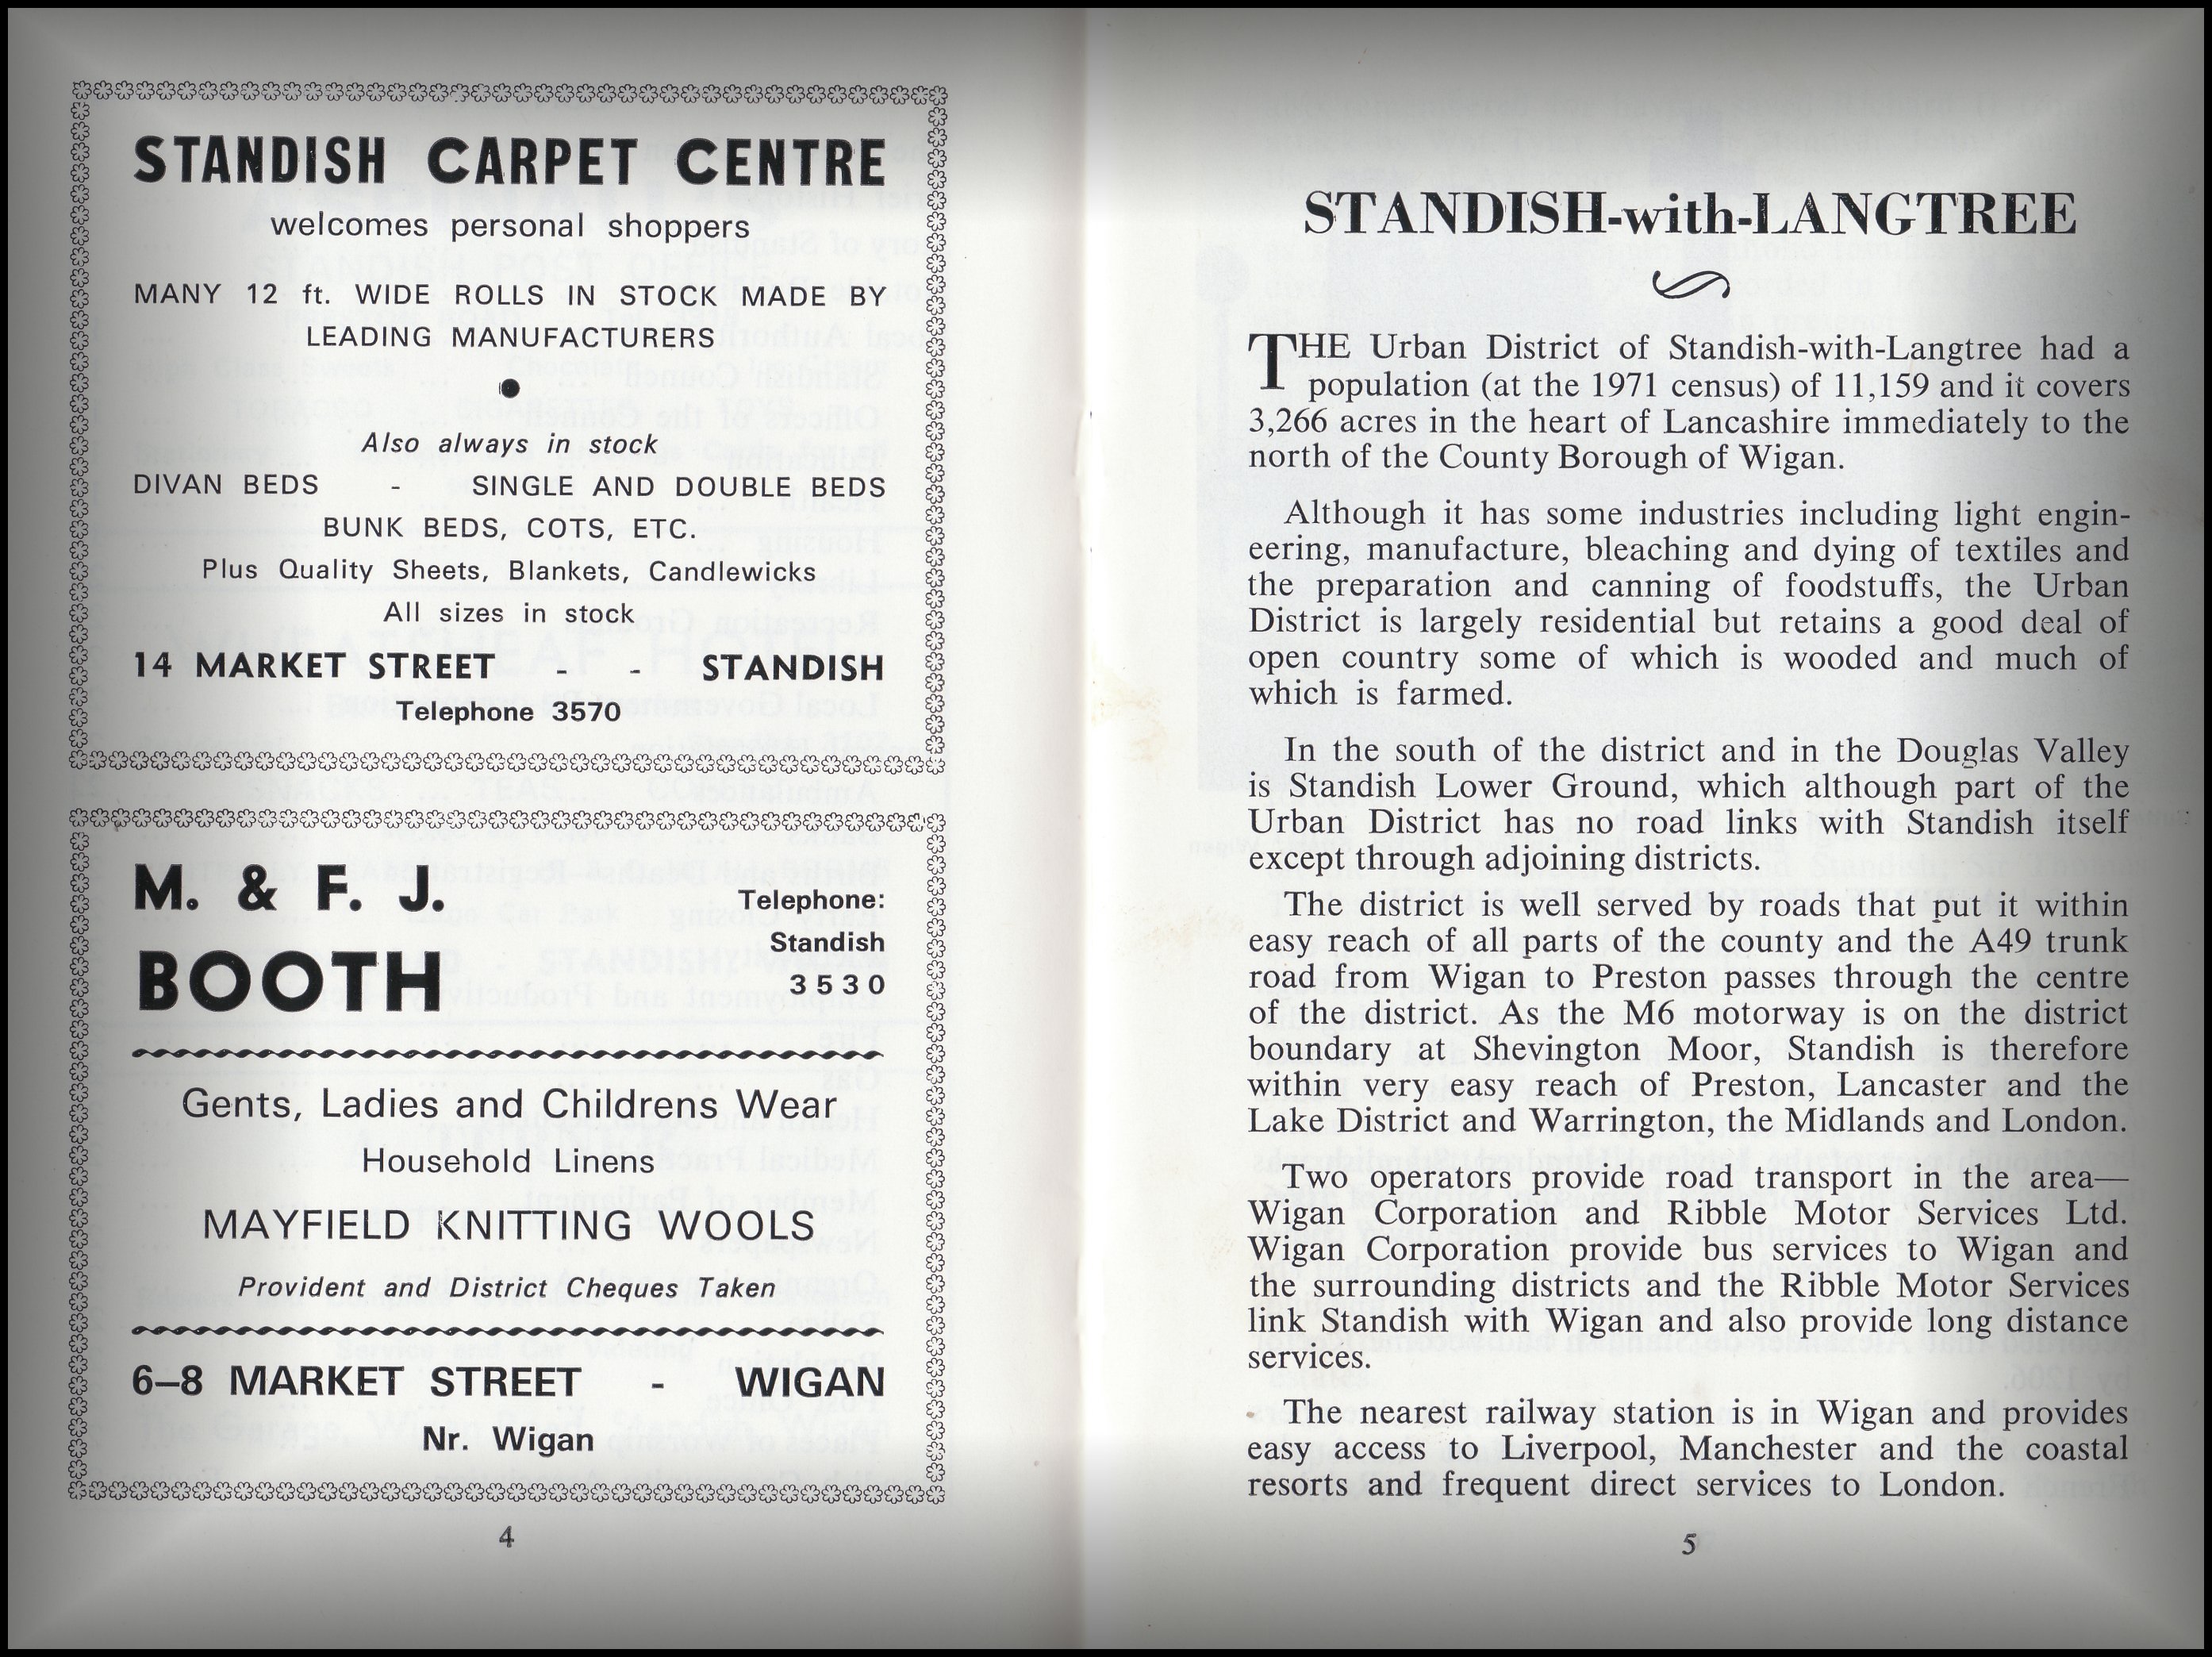 STANDISH CARPET CENTRE
welcomes personal shoppers
MANY 12 ft. WIDE ROLLS IN STOCK MADE BY
LEADING MANUFACTURERS
●
Also always in stock
DIVAN BEDS - SINGLE AND DOUBLE BEDS
BUNK BEDS, COTS, ETC.
Plus Quality Sheets, Blankets, Candlewicks
All sizes in stock
14 MARKET STREET - - STANDISH
Telephone 3570
M. & F. J.
BOOTH
Telephone:
Standish
3530
Gents, Ladies and Childrens Wear
Household Linens
MAYFIELD KNITTING WOOLS
Provident and District Cheques Taken
6–8 MARKET STREET - WIGAN
Nr. Wigan
4
STANDISH-with-LANGTREE
THE Urban District of Standish-with-Langtree had a
population (at the 1971 census) of 11,159 and it covers
3,266 acres in the heart of Lancashire immediately to the
north of the County Borough of Wigan.
Although it has some industries including light engin-
eering, manufacture, bleaching and dying of textiles and
the preparation and canning of foodstuffs, the Urban
District is largely residential but retains a good deal of
open country some of which is wooded and much of
which is farmed.
In the south of the district and in the Douglas Valley
is Standish Lower Ground, which although part of the
Urban District has no road links with Standish itself
except through adjoining districts.
The district is well served by roads that put it within
easy reach of all parts of the county and the A49 trunk
road from Wigan to Preston passes through the centre
of the district. As the M6 motorway is on the district
boundary at Shevington Moor, Standish is therefore
within very easy reach of Preston, Lancaster and the
Lake District and Warrington, the Midlands and London.
Two operators provide road transport in the area—
Wigan Corporation and Ribble Motor Services Ltd.
Wigan Corporation provide bus services to Wigan and
the surrounding districts and the Ribble Motor Services
link Standish with Wigan and also provide long distance
services.
The nearest railway station is in Wigan and provides
easy access to Liverpool, Manchester and the coastal
resorts and frequent direct services to London.
5